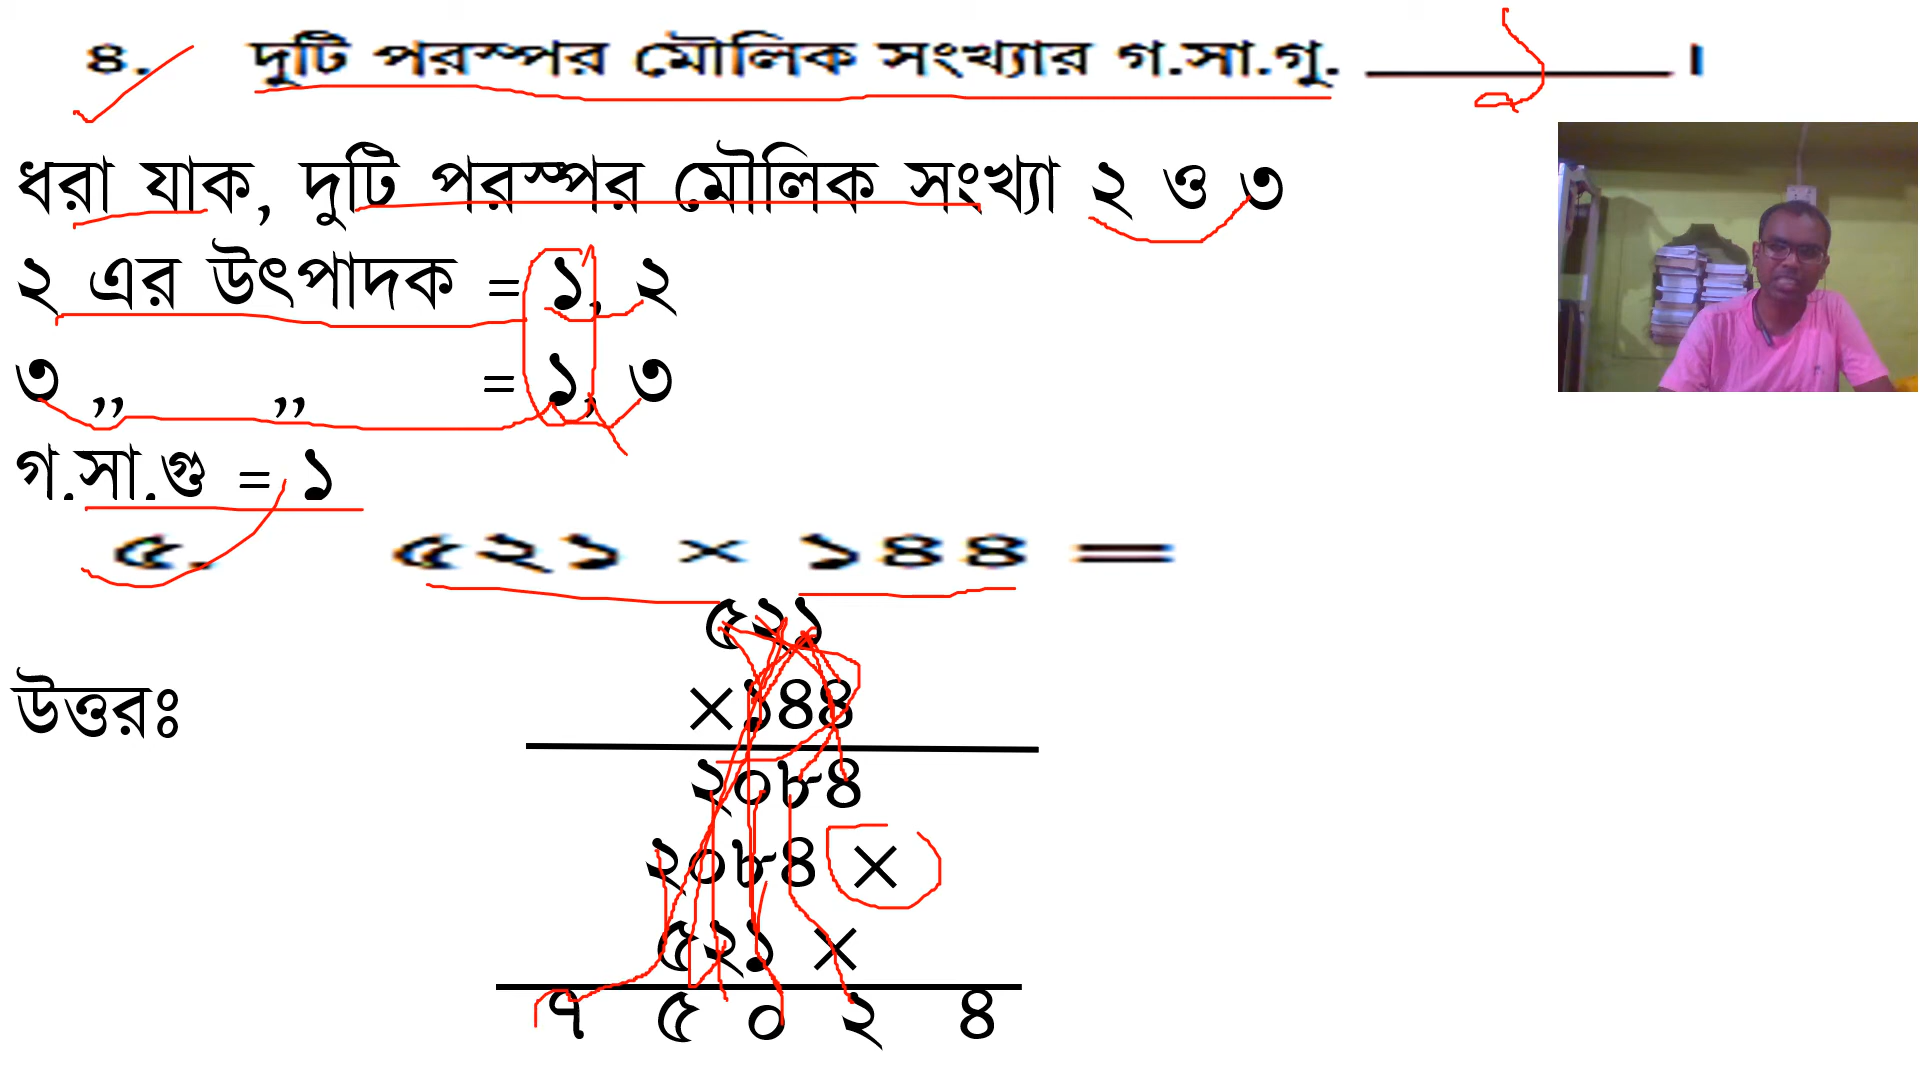 ৪. দুটি পরস্পর মৌলিক সংখ্যার গ.সা.গু. ________ ।
ধরা যাক, দুটি পরস্পর মৌলিক সংখ্যা ২ ও ৩
২ এর উৎপাদক = ১, ২
৩ ,, ,, = ১, ৩
গ.সা.গু = ১
৫. ৫২১ × ১৪৪ =
৫২১
উত্তরঃ ×১৪৪
২০৮৪
২০৮৪ ×
৫২১ ×
৭ ৫ ০ ২ ৪